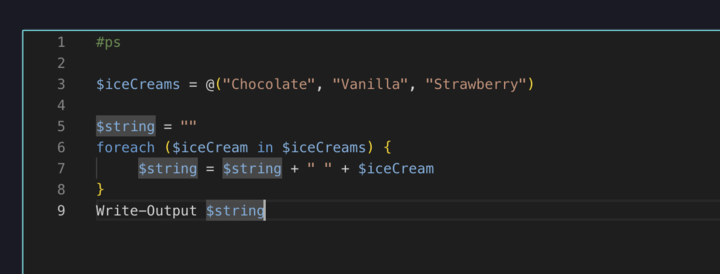 1 #ps
2
3 $iceCreams = @("Chocolate", "Vanilla", "Strawberry")
4
5 $string = ""
6 foreach ($iceCream in $iceCreams) {
7     $string = $string + " " + $iceCream
8 }
9 Write-Output $string